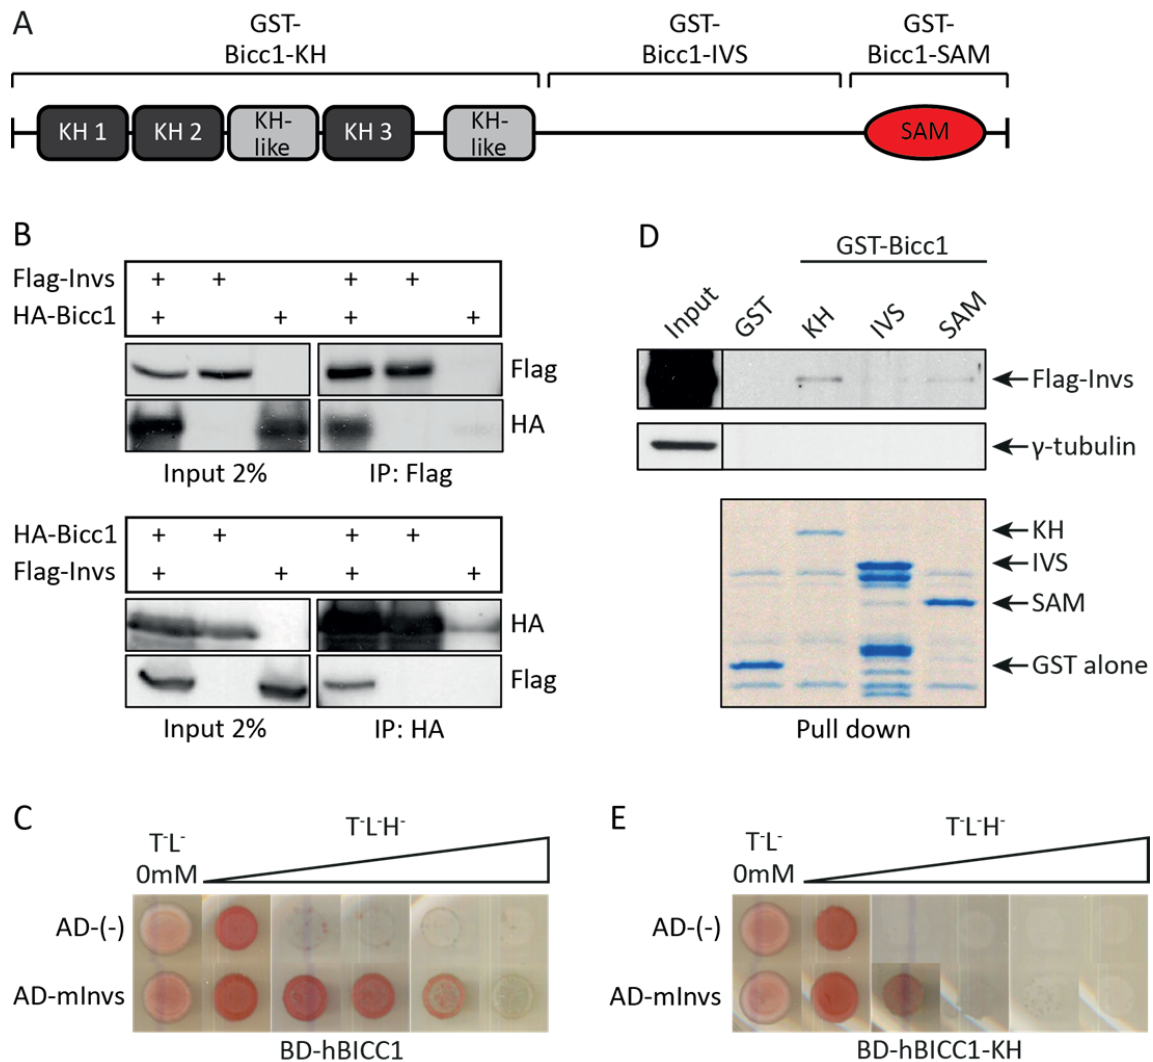 A
GST-
Bicc1-KH
GST-
Bicc1-IVS
GST-
Bicc1-SAM
KH 1
KH 2
KH-
like
KH 3
KH-
like
SAM
B
Flag-Invs + + + +
HA-Bicc1 + + + +
Flag
HA
Input 2% IP: Flag
HA-Bicc1 + + + +
Flag-Invs + + + +
HA
Flag
Input 2% IP: HA
D
GST-Bicc1
Input GST KH IVS SAM
Flag-Invs
γ-tubulin
KH
IVS
SAM
GST alone
Pull down
C
T-L-
0mM
T-L-H-
AD-(-)
AD-mInvs
BD-hBICC1
E
T-L-
0mM
T-L-H-
AD-(-)
AD-mInvs
BD-hBICC1-KH